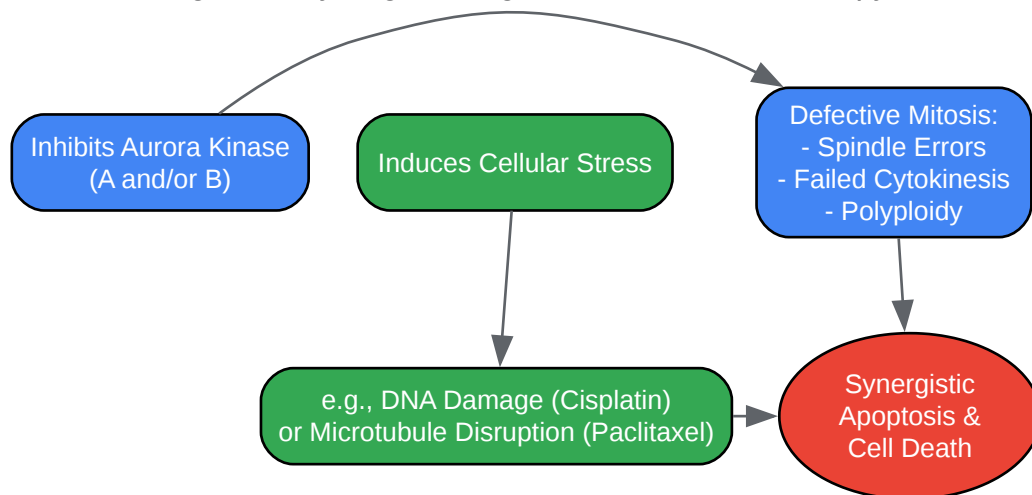 Inhibits Aurora Kinase
(A and/or B)
Induces Cellular Stress
Defective Mitosis:
- Spindle Errors
- Failed Cytokinesis
- Polyploidy
e.g., DNA Damage (Cisplatin)
or Microtubule Disruption (Paclitaxel)
Synergistic
Apoptosis &
Cell Death